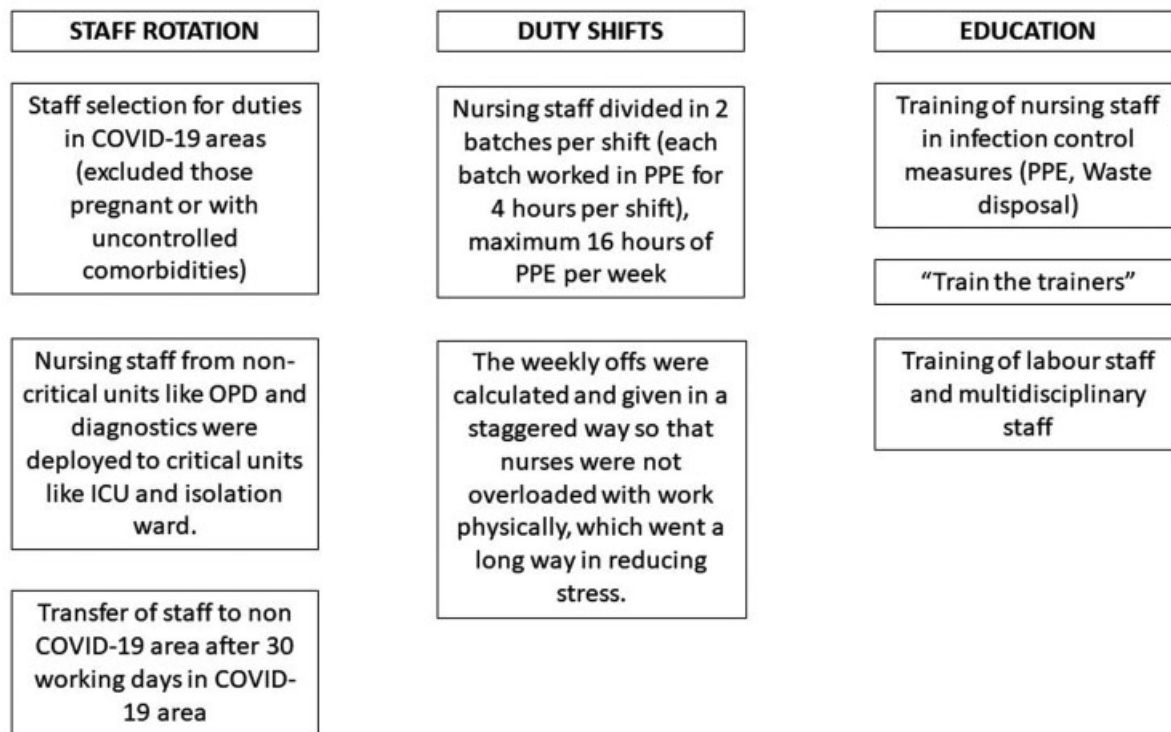 STAFF ROTATION
Staff selection for duties
in COVID-19 areas
(excluded those
pregnant or with
uncontrolled
comorbidities)
Nursing staff from non-
critical units like OPD and
diagnostics were
deployed to critical units
like ICU and isolation
ward.
Transfer of staff to non
COVID-19 area after 30
working days in COVID-
19 area
DUTY SHIFTS
Nursing staff divided in 2
batches per shift (each
batch worked in PPE for
4 hours per shift),
maximum 16 hours of
PPE per week
The weekly offs were
calculated and given in a
staggered way so that
nurses were not
overloaded with work
physically, which went a
long way in reducing
stress.
EDUCATION
Training of nursing staff
in infection control
measures (PPE, Waste
disposal)
“Train the trainers”
Training of labour staff
and multidisciplinary
staff